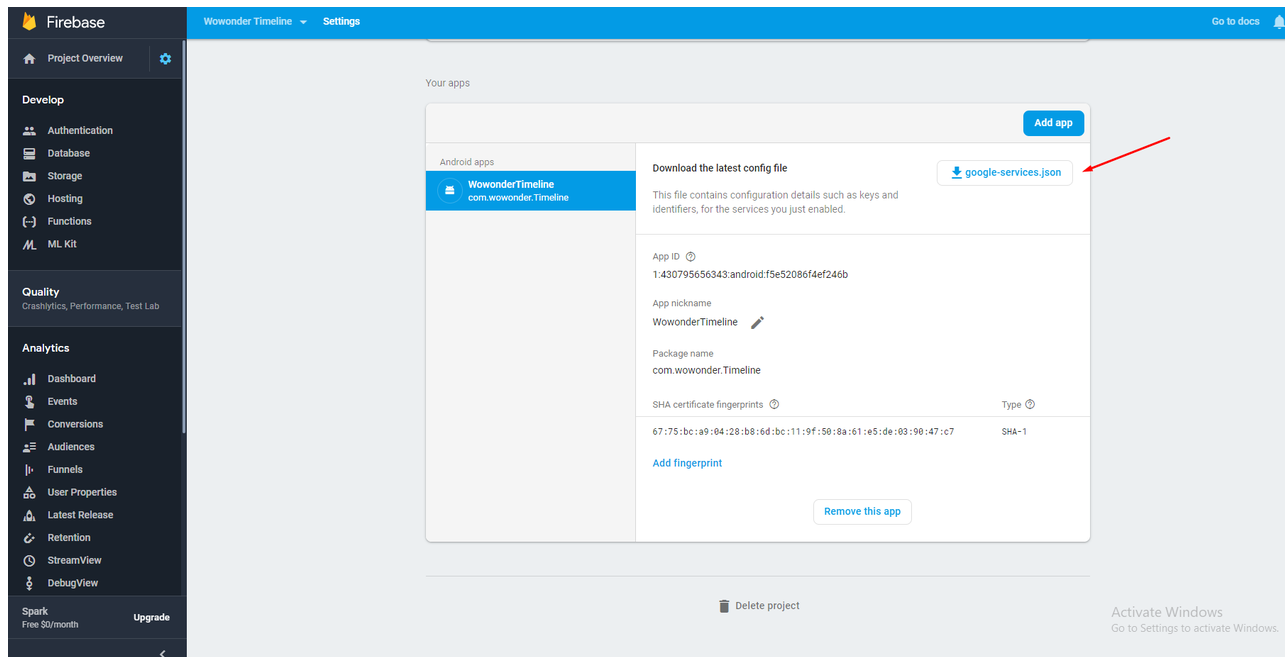 Firebase
Project Overview
Develop
Authentication
Database
Storage
Hosting
Functions
ML Kit
Quality
Crashlytics, Performance, Test Lab
Analytics
Dashboard
Events
Conversions
Audiences
Funnels
User Properties
Latest Release
Retention
StreamView
DebugView
Spark
Free $0/month
Upgrade
Wowonder Timeline
Settings
Go to docs
Your apps
Add app
Android apps
WowonderTimeline
com.wowonder.Timeline
Download the latest config file
google-services.json
This file contains configuration details such as keys and
identifiers, for the services you just enabled.
App ID
1:430795656343:android:f5e52086f4ef246b
App nickname
WowonderTimeline
Package name
com.wowonder.Timeline
SHA certificate fingerprints
Type
67:75:bc:a9:04:28:b8:6d:bc:11:9f:50:8a:61:e5:de:03:90:47:c7
SHA-1
Add fingerprint
Remove this app
Delete project
Activate Windows
Go to Settings to activate Windows.